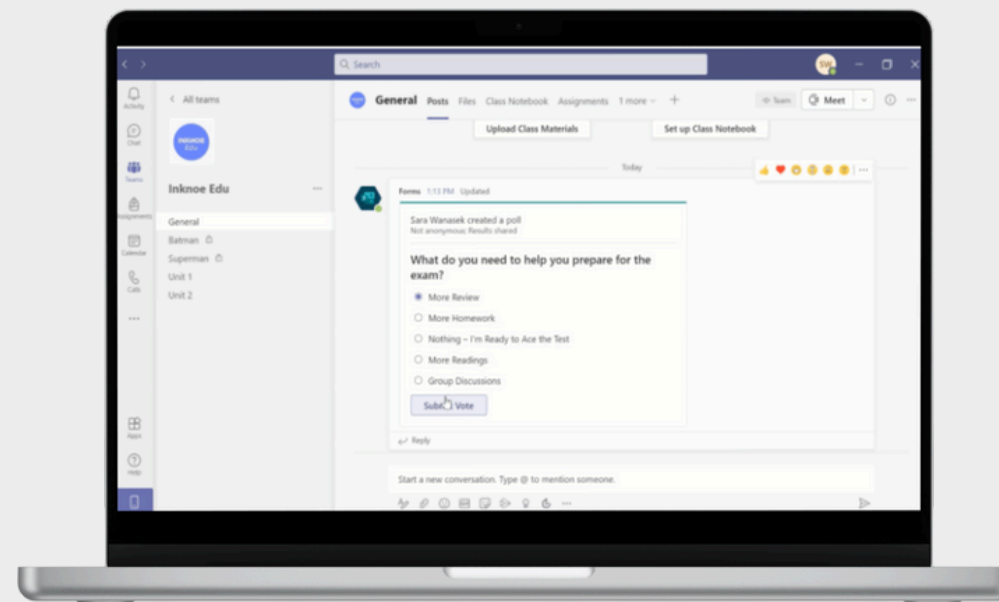 Search
SW
Activity
Chat
Teams
Assignments
Calendar
Calls
Apps
Help
All teams
INKNOE
Edu
Inknoe Edu
General
Batman
Superman
Unit 1
Unit 2
General Posts Files Class Notebook Assignments 1 more
Team
Meet
Upload Class Materials
Set up Class Notebook
Today
Forms 1:13 PM Updated
Sara Wanasek created a poll
Not anonymous; Results shared
What do you need to help you prepare for the
exam?
More Review
More Homework
Nothing – I'm Ready to Ace the Test
More Readings
Group Discussions
Submit Vote
Reply
Start a new conversation. Type @ to mention someone.